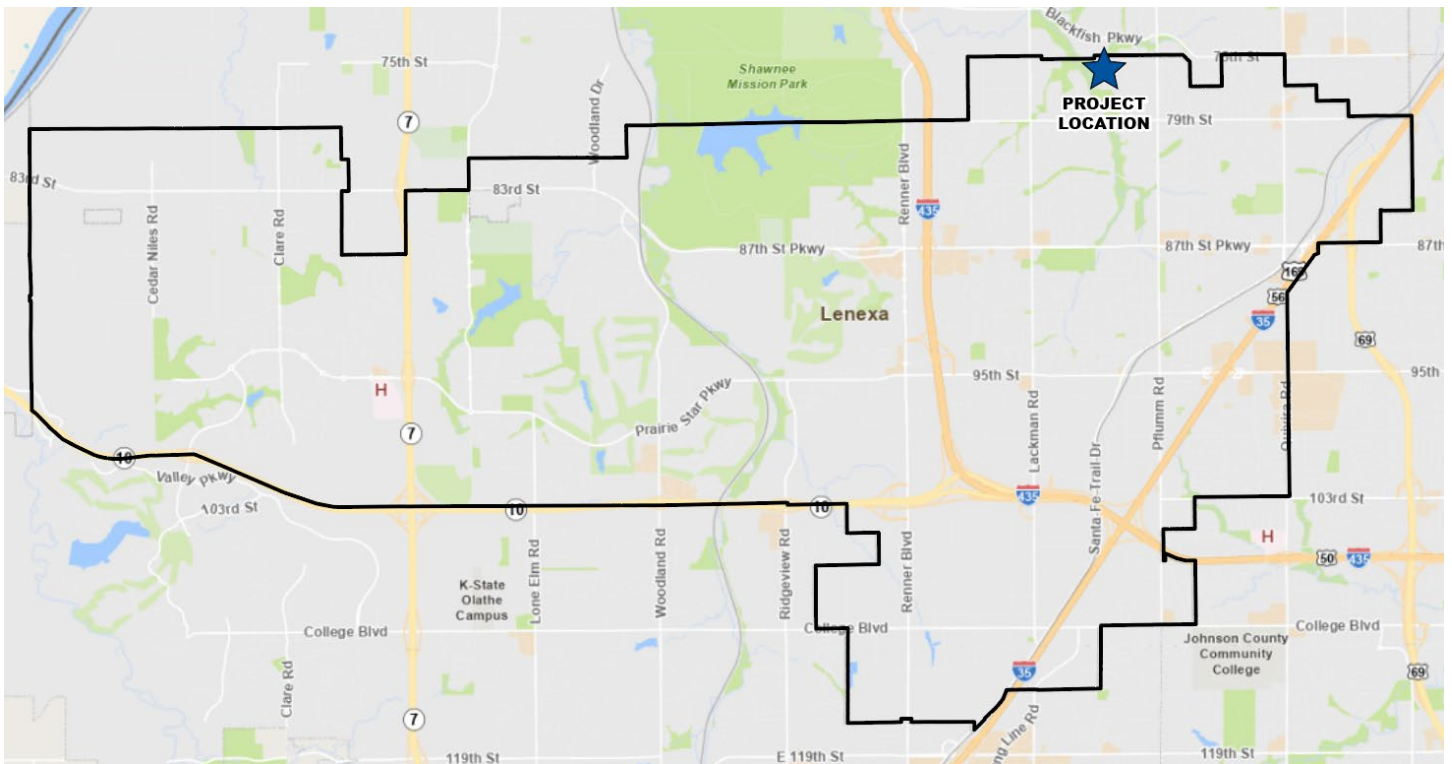 Blackfish Pkwy
75th St
75th St
Shawnee
Mission Park
PROJECT
LOCATION
7
79th St
Woodland Dr
83rd St
83rd St
Renner Blvd
435
Cedar Niles Rd
Clare Rd
87th St Pkwy
87th St Pkwy
87th
169
56
35
69
Lenexa
95th St
95th
H
Prairie Star Pkwy
7
Lackman Rd
Pflumm Rd
Quivira Rd
Santa-Fe-Trail-Dr
10
Valley Pkwy
103rd St
10
10
435
103rd St
H
50
435
Lone Elm Rd
Woodland Rd
Ridgeview Rd
Renner Blvd
K-State
Olathe
Campus
College Blvd
College Blvd
College Blvd
Johnson County
Community
College
Clare Rd
35
69
7
119th St
E 119th St
ng Line Rd
119th St